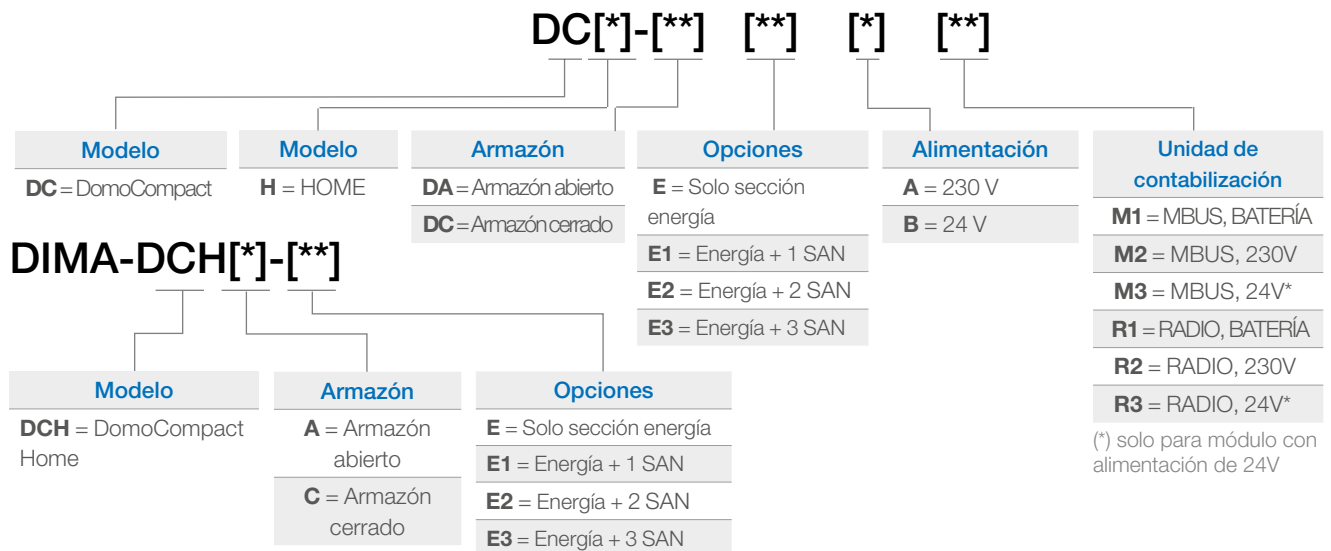 DC[*]-[**] [**] [*] [**]
Modelo
DC = DomoCompact
Modelo
H = HOME
Armazón
DA = Armazón abierto
DC = Armazón cerrado
Opciones
E = Solo sección
energía
E1 = Energía + 1 SAN
E2 = Energía + 2 SAN
E3 = Energía + 3 SAN
Alimentación
A = 230 V
B = 24 V
Unidad de
contabilización
M1 = MBUS, BATERÍA
M2 = MBUS, 230V
M3 = MBUS, 24V*
R1 = RADIO, BATERÍA
R2 = RADIO, 230V
R3 = RADIO, 24V*
(*) solo para módulo con
alimentación de 24V
DIMA-DCH[*]-[**]
Modelo
DCH = DomoCompact
Home
Armazón
A = Armazón
abierto
C = Armazón
cerrado
Opciones
E = Solo sección energía
E1 = Energía + 1 SAN
E2 = Energía + 2 SAN
E3 = Energía + 3 SAN